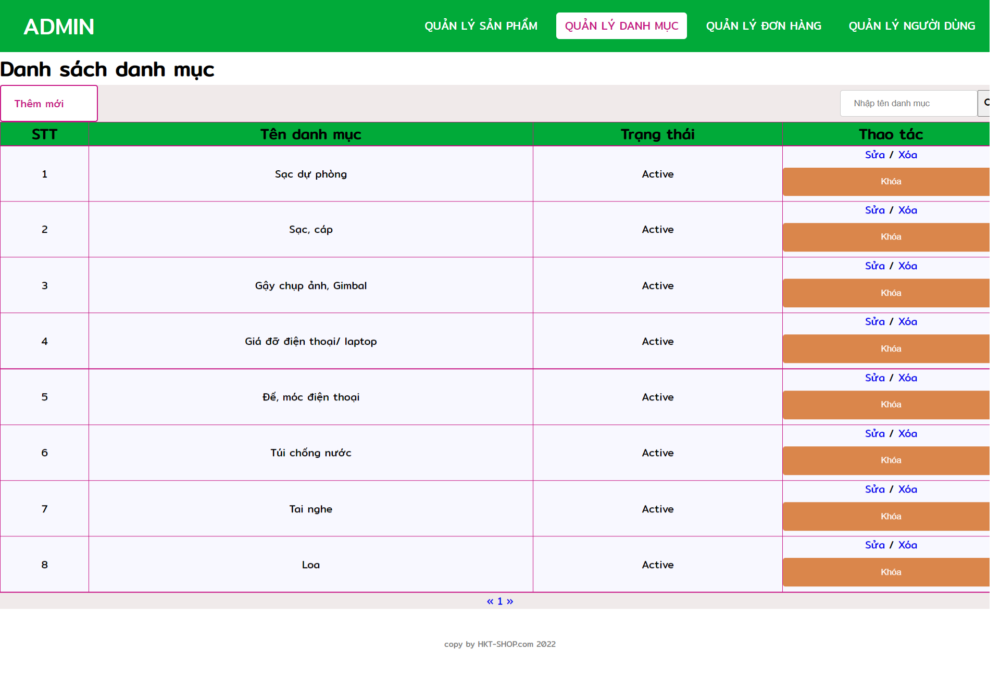 ADMIN QUẢN LÝ SẢN PHẨM QUẢN LÝ DANH MỤC QUẢN LÝ ĐƠN HÀNG QUẢN LÝ NGƯỜI DÙNG
Danh sách danh mục
Thêm mới Nhập tên danh mục
STT Tên danh mục Trạng thái Thao tác
1 Sạc dự phòng Active Sửa / Xóa
Khóa
2 Sạc, cáp Active Sửa / Xóa
Khóa
3 Gậy chụp ảnh, Gimbal Active Sửa / Xóa
Khóa
4 Giá đỡ điện thoại/ laptop Active Sửa / Xóa
Khóa
5 Đế, móc điện thoại Active Sửa / Xóa
Khóa
6 Túi chống nước Active Sửa / Xóa
Khóa
7 Tai nghe Active Sửa / Xóa
Khóa
8 Loa Active Sửa / Xóa
Khóa
« 1 »
copy by HKT-SHOP.com 2022